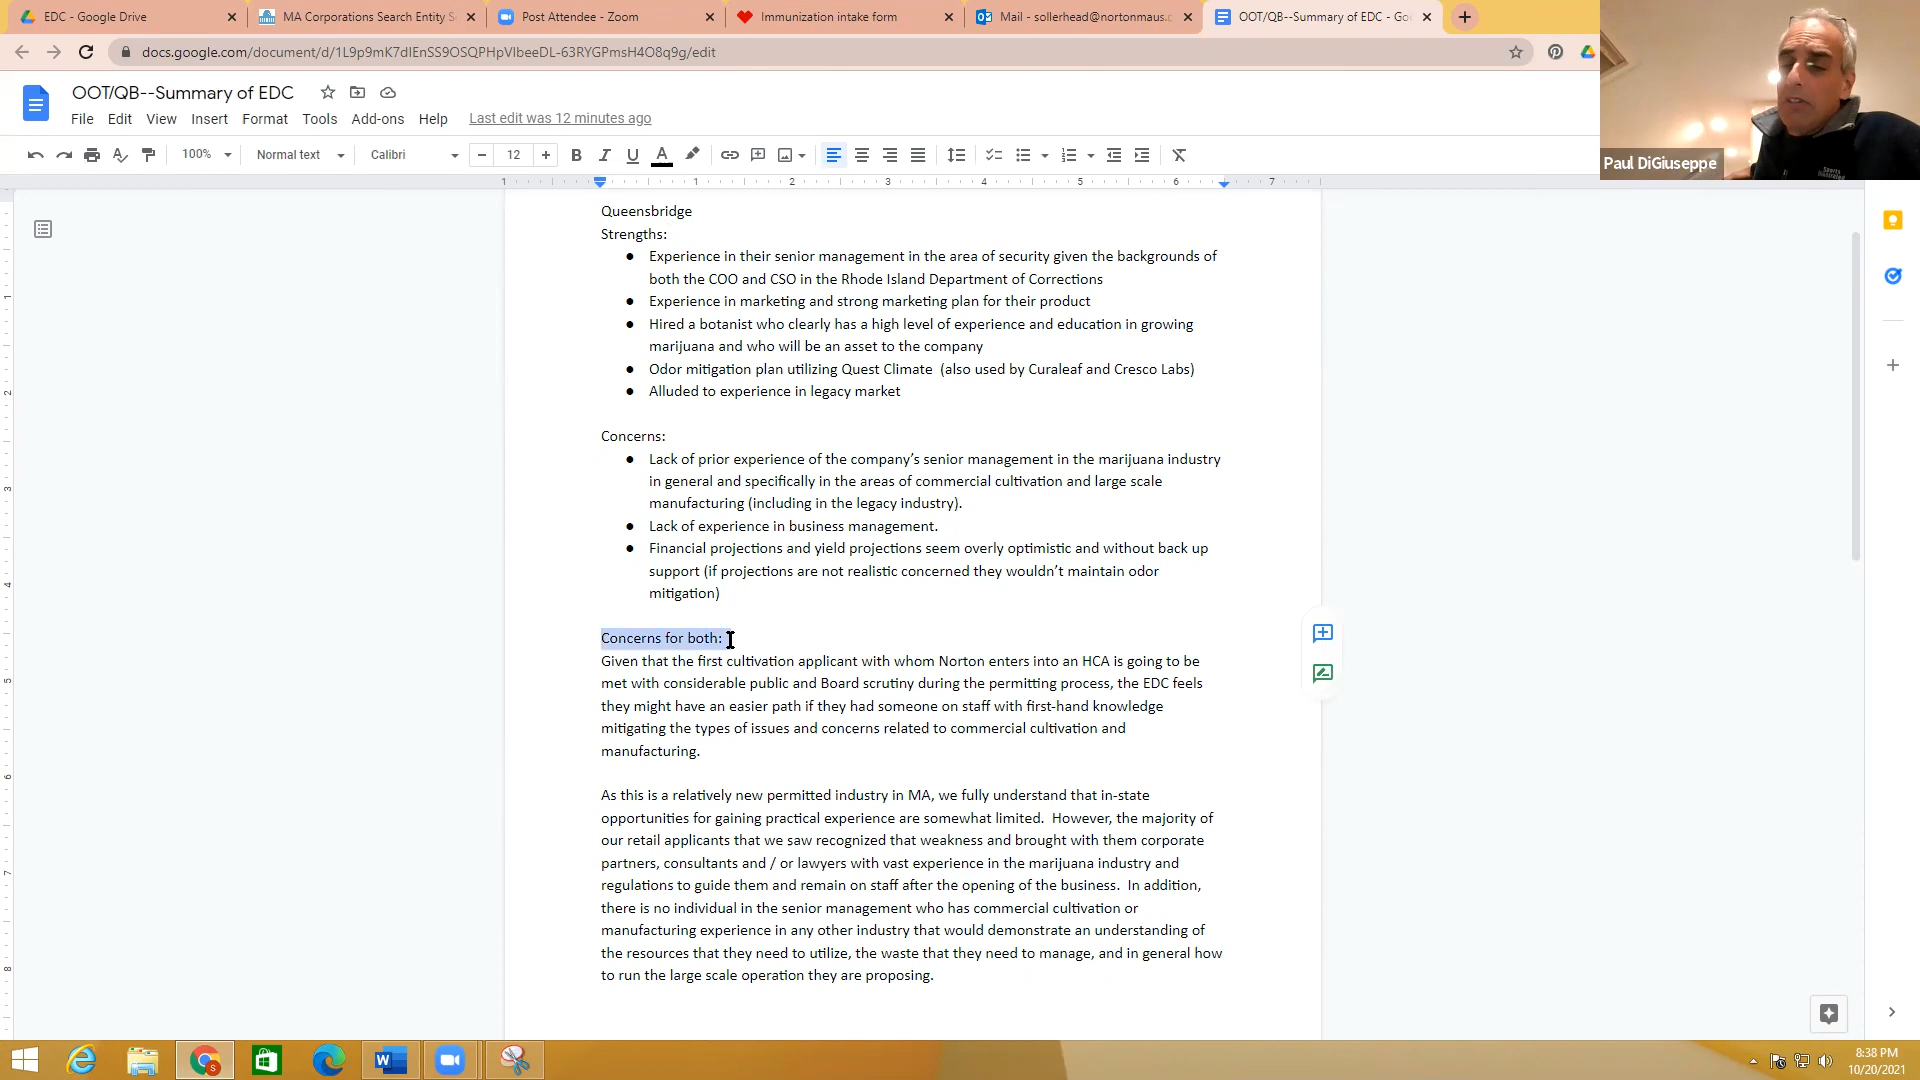 EDC - Google Drive
MA Corporations Search Entity S
Post Attendee - Zoom
Immunization intake form
Mail - sollerhead@nortonmaus.c
OOT/QB--Summary of EDC - Go
docs.google.com/document/d/1L9p9mK7dIEnSS9OSQPHpVIbeeDL-63RYGPmsH4O8q9g/edit
OOT/QB--Summary of EDC
File Edit View Insert Format Tools Add-ons Help Last edit was 12 minutes ago
100% Normal text Calibri 12 B I U A
Paul DiGiuseppe
1 1 2 3 4 5 6 7
Queensbridge
Strengths:
● Experience in their senior management in the area of security given the backgrounds of
both the COO and CSO in the Rhode Island Department of Corrections
● Experience in marketing and strong marketing plan for their product
● Hired a botanist who clearly has a high level of experience and education in growing
marijuana and who will be an asset to the company
● Odor mitigation plan utilizing Quest Climate  (also used by Curaleaf and Cresco Labs)
● Alluded to experience in legacy market
Concerns:
● Lack of prior experience of the company’s senior management in the marijuana industry
in general and specifically in the areas of commercial cultivation and large scale
manufacturing (including in the legacy industry).
● Lack of experience in business management.
● Financial projections and yield projections seem overly optimistic and without back up
support (if projections are not realistic concerned they wouldn’t maintain odor
mitigation)
Concerns for both:
Given that the first cultivation applicant with whom Norton enters into an HCA is going to be
met with considerable public and Board scrutiny during the permitting process, the EDC feels
they might have an easier path if they had someone on staff with first-hand knowledge
mitigating the types of issues and concerns related to commercial cultivation and
manufacturing.
As this is a relatively new permitted industry in MA, we fully understand that in-state
opportunities for gaining practical experience are somewhat limited.  However, the majority of
our retail applicants that we saw recognized that weakness and brought with them corporate
partners, consultants and / or lawyers with vast experience in the marijuana industry and
regulations to guide them and remain on staff after the opening of the business.  In addition,
there is no individual in the senior management who has commercial cultivation or
manufacturing experience in any other industry that would demonstrate an understanding of
the resources that they need to utilize, the waste that they need to manage, and in general how
to run the large scale operation they are proposing.
1
2
3
4
5
6
7
8
8:38 PM
10/20/2021